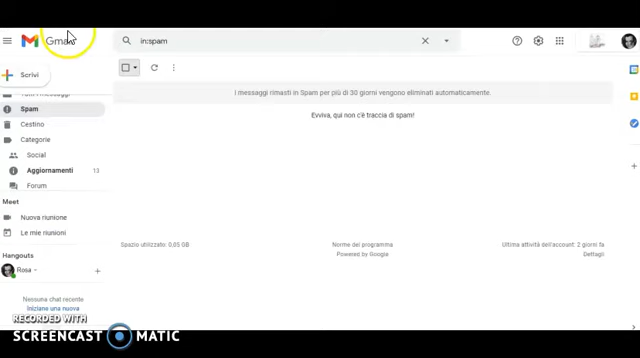 Gmail
in:spam
Scrivi
Tutti i messaggi
Spam
I messaggi rimasti in Spam per più di 30 giorni vengono eliminati automaticamente.
Evviva, qui non c'è traccia di spam!
Cestino
Categorie
Social
Aggiornamenti 13
Forum
Meet
Nuova riunione
Le mie riunioni
Spazio utilizzato: 0,05 GB
Norme del programma
Powered by Google
Ultima attività dell'account: 2 giorni fa
Dettagli
Hangouts
Rosa
Nessuna chat recente
Iniziane una nuova
RECORDED WITH
SCREENCAST MATIC